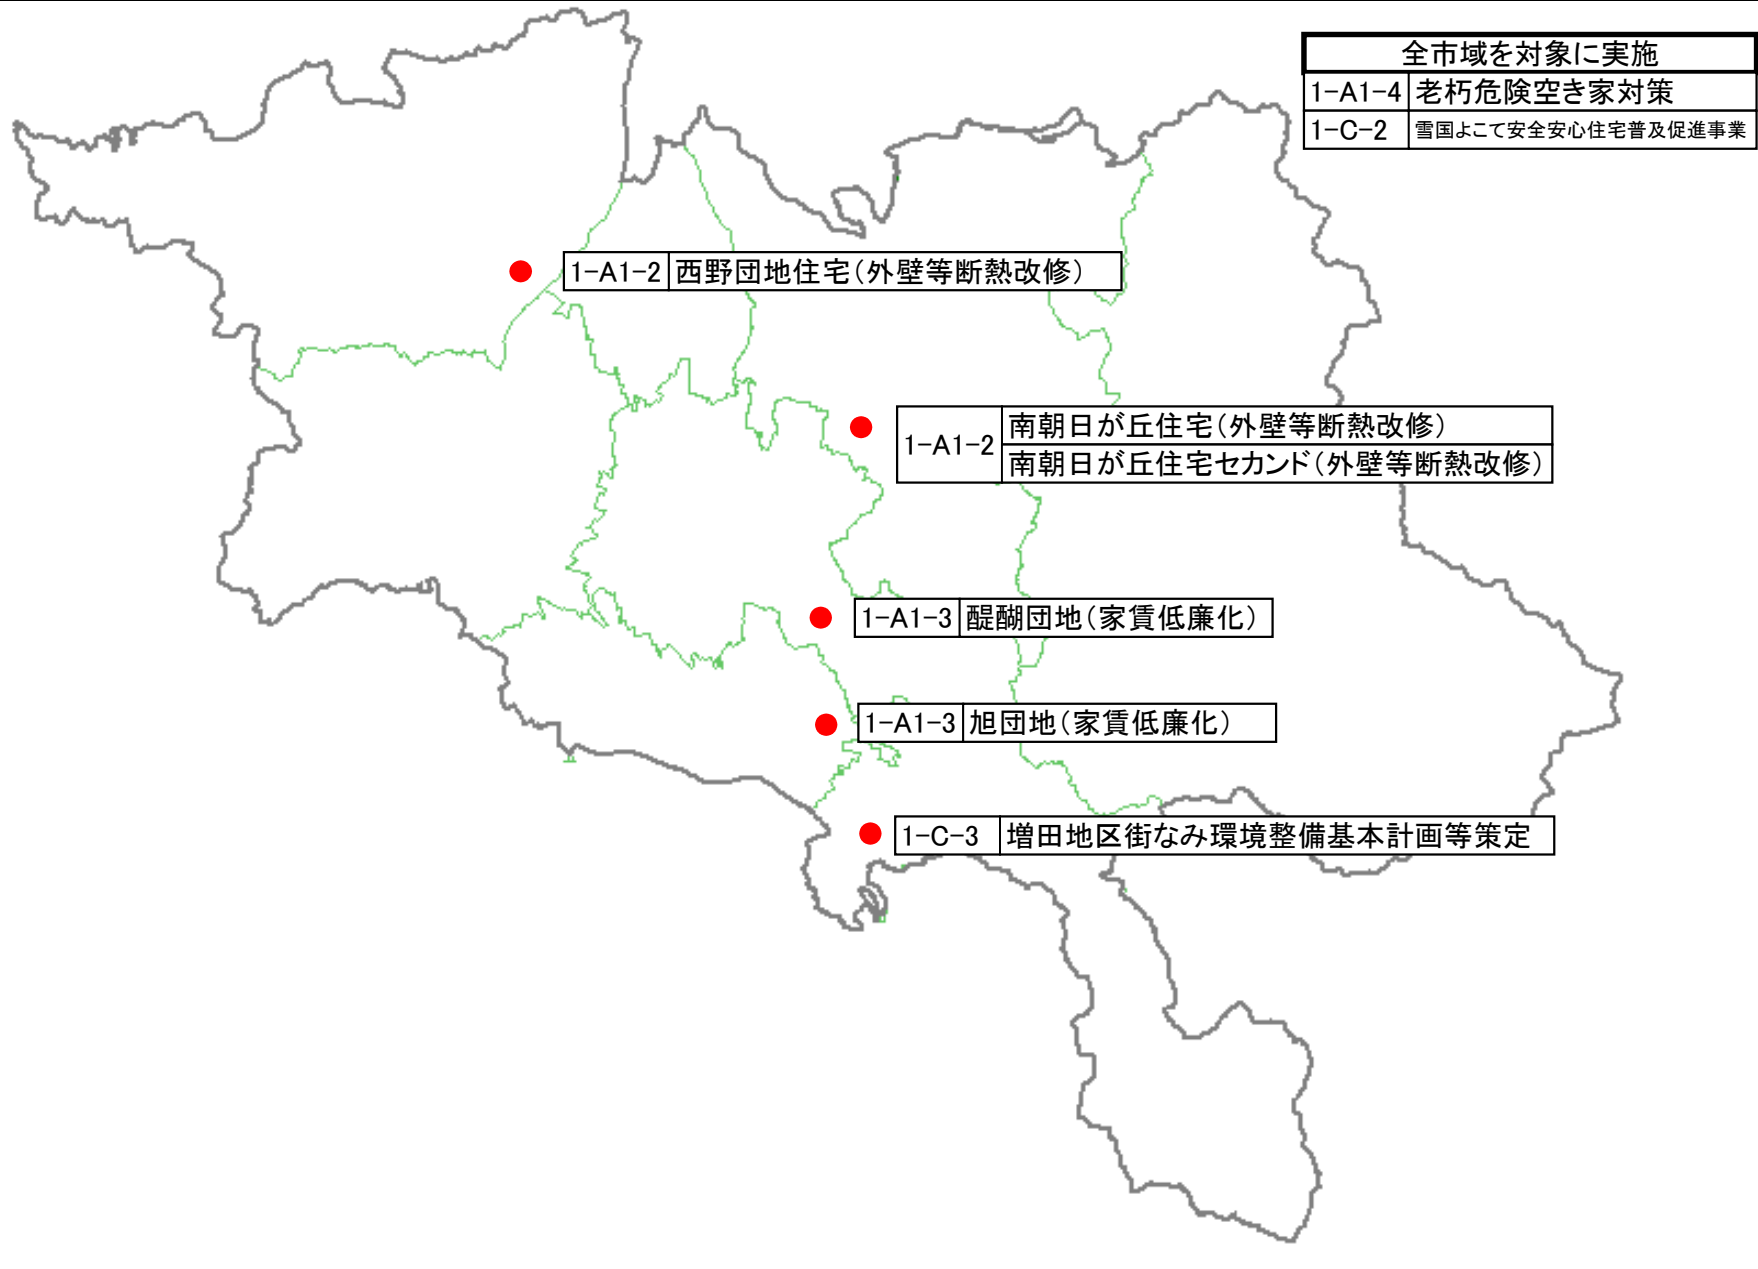 全市域を対象に実施
1-A1-4 老朽危険空き家対策
1-C-2 雪国よこて安全安心住宅普及促進事業
1-A1-2 西野団地住宅（外壁等断熱改修）
1-A1-2 南朝日が丘住宅（外壁等断熱改修）
南朝日が丘住宅セカンド（外壁等断熱改修）
1-A1-3 醍醐団地（家賃低廉化）
1-A1-3 旭団地（家賃低廉化）
1-C-3 増田地区街なみ環境整備基本計画等策定